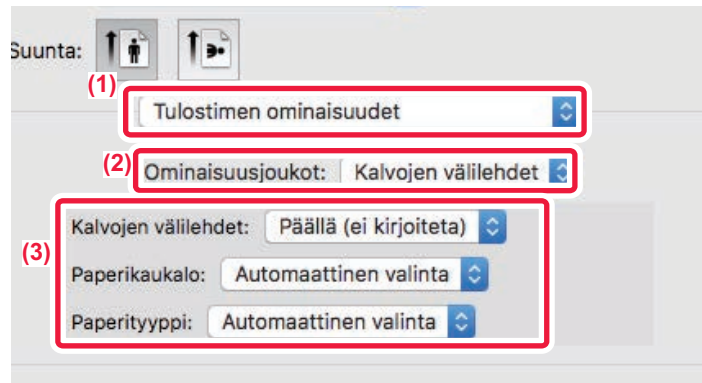 Suunta:
(1)
Tulostimen ominaisuudet
(2)
Ominaisuusjoukot: Kalvojen välilehdet
(3)
Kalvojen välilehdet: Päällä (ei kirjoiteta)
Paperikaukalo: Automaattinen valinta
Paperityyppi: Automaattinen valinta